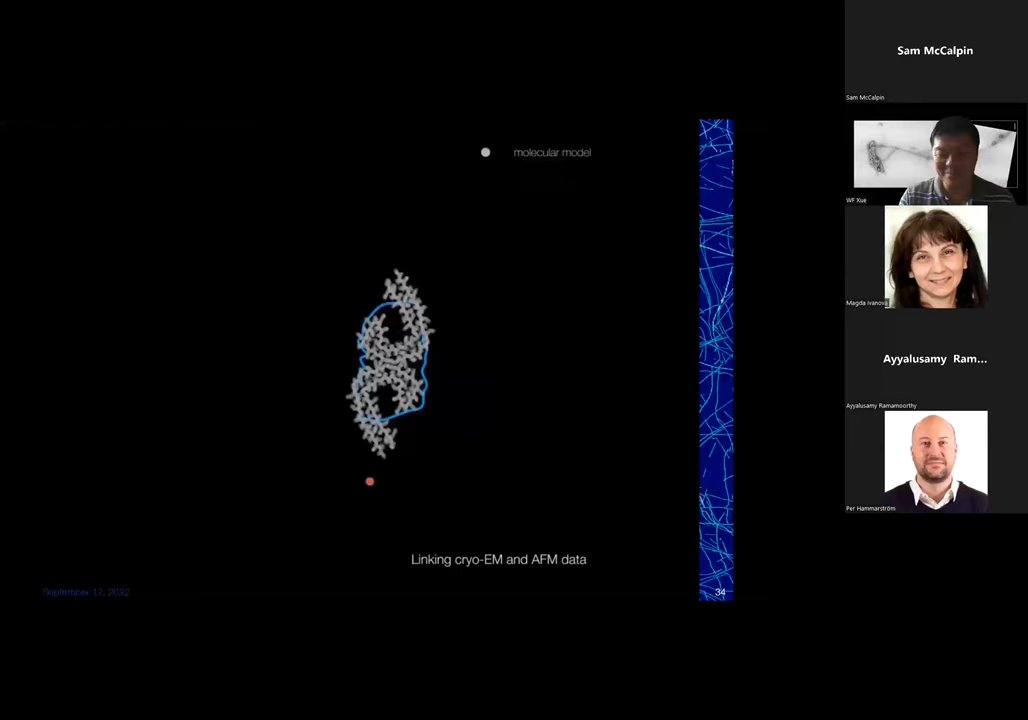 molecular model
Linking cryo-EM and AFM data
September 12, 2022
34
Sam McCalpin
Sam McCalpin
WF Xue
Magda Ivanova
Ayyalusamy Ram...
Ayyalusamy Ramamoorthy
Per Hammarström